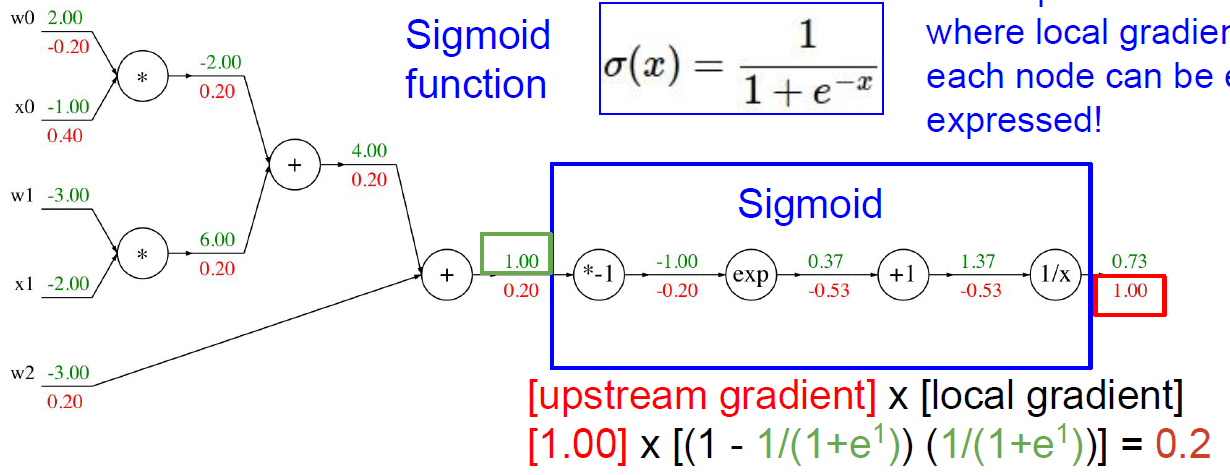 w0 2.00
-0.20
*
-2.00
0.20
x0 -1.00
0.40
+
4.00
0.20
w1 -3.00
*
6.00
0.20
x1 -2.00
w2 -3.00
0.20
+
1.00
0.20
Sigmoid
function
σ(x) = 1 / (1 + e^{-x})
where local
each node can be
expressed!
Sigmoid
*-1
-1.00
-0.20
exp
0.37
-0.53
+1
1.37
-0.53
1/x
0.73
1.00
[upstream gradient] x [local gradient]
[1.00] x [(1 - 1/(1+e¹)) (1/(1+e¹))] = 0.2